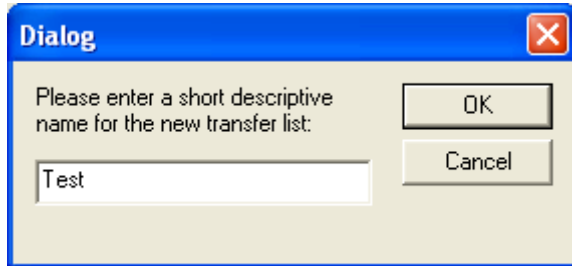 Dialog
Please enter a short descriptive
name for the new transfer list:
OK
Test
Cancel